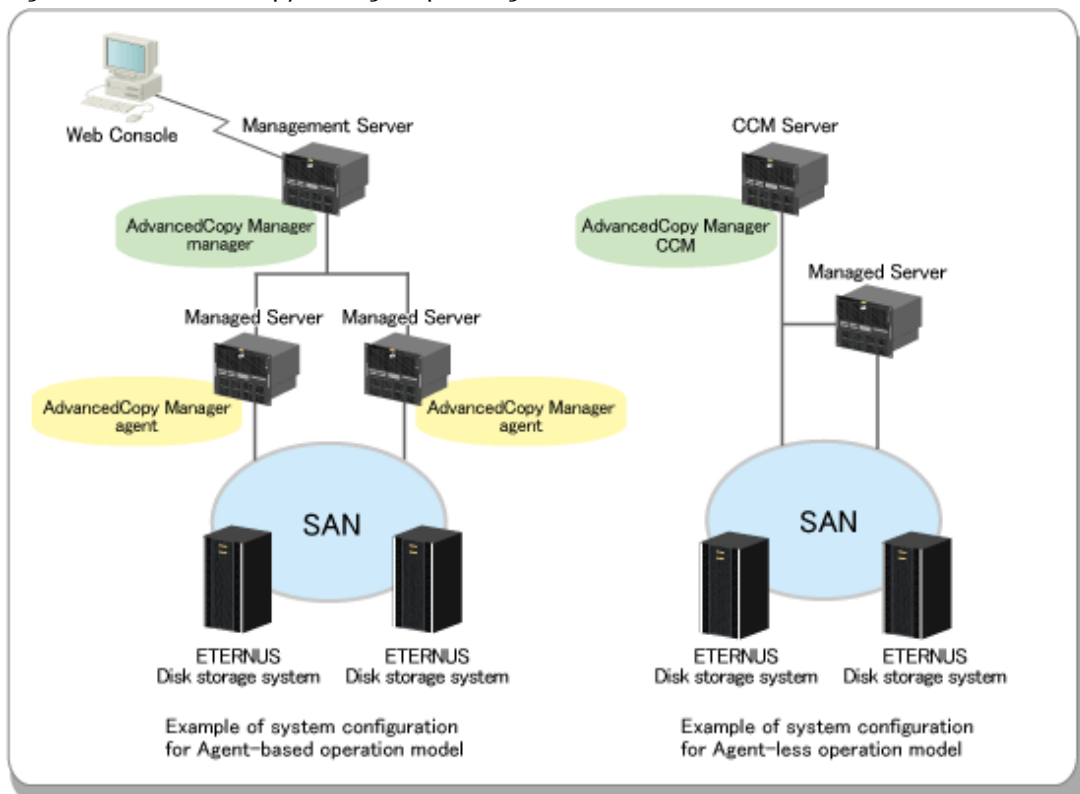 Web Console
Management Server
AdvancedCopy Manager
manager
Managed Server
Managed Server
AdvancedCopy Manager
agent
AdvancedCopy Manager
agent
SAN
ETERNUS
Disk storage system
ETERNUS
Disk storage system
Example of system configuration
for Agent-based operation model
CCM Server
AdvancedCopy Manager
CCM
Managed Server
SAN
ETERNUS
Disk storage system
ETERNUS
Disk storage system
Example of system configuration
for Agent-less operation model